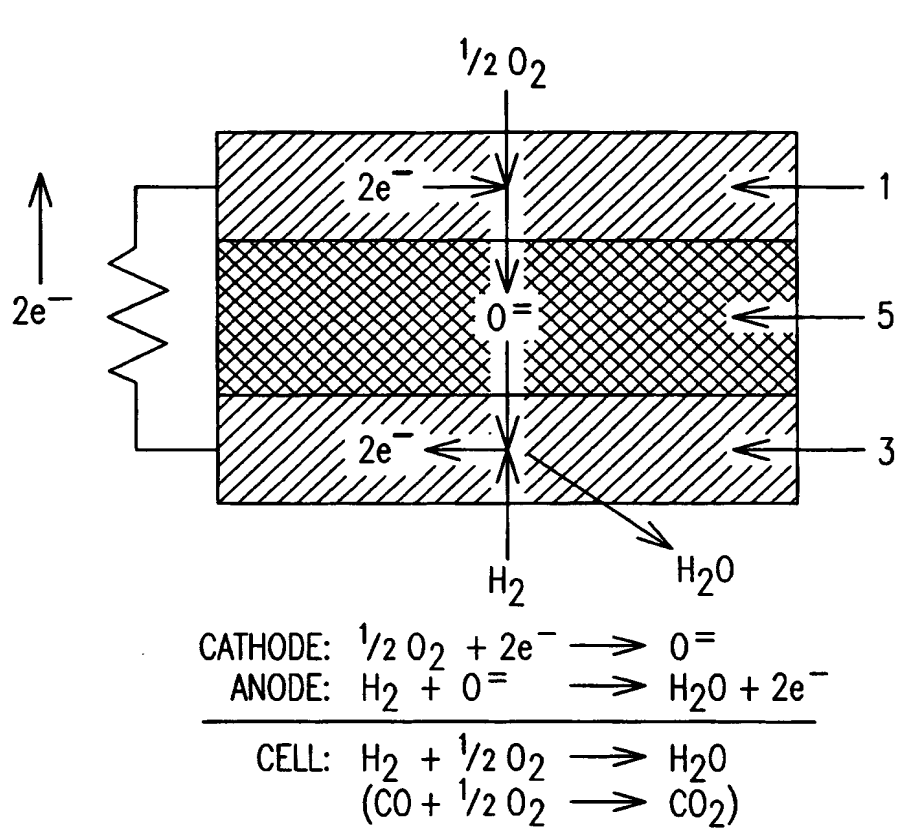 ½ O₂
2e⁻
1
2e⁻
O⁼
5
2e⁻
3
H₂
H₂O
CATHODE: ½ O₂ + 2e⁻ ⟶ O⁼
ANODE: H₂ + O⁼ ⟶ H₂O + 2e⁻
CELL: H₂ + ½ O₂ ⟶ H₂O
(CO + ½ O₂ ⟶ CO₂)